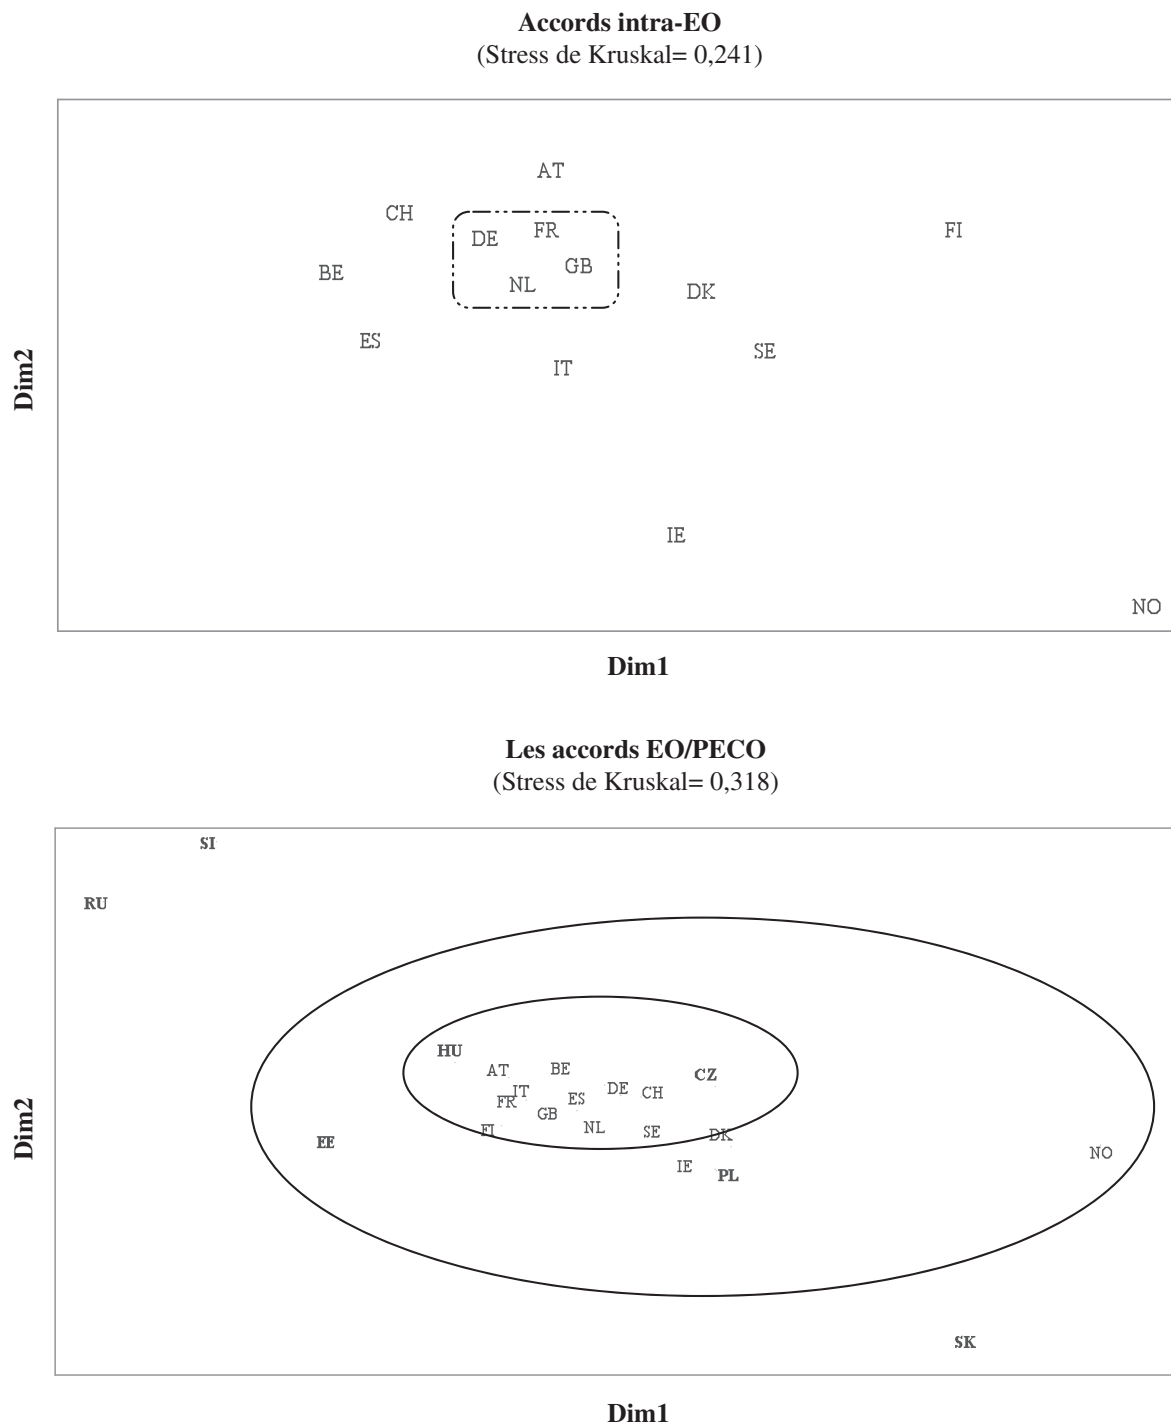 Accords intra-EO
(Stress de Kruskal= 0,241)
AT
CH
FR
FI
DE
GB
BE
NL
DK
ES
SE
IT
Dim2
IE
NO
Dim1
Les accords EO/PECO
(Stress de Kruskal= 0,318)
SI
RU
HU
AT
BE
CZ
IT
DE
CH
FR
ES
GB
FI
NL
SE
DK
EE
NO
IE
PL
Dim2
SK
Dim1